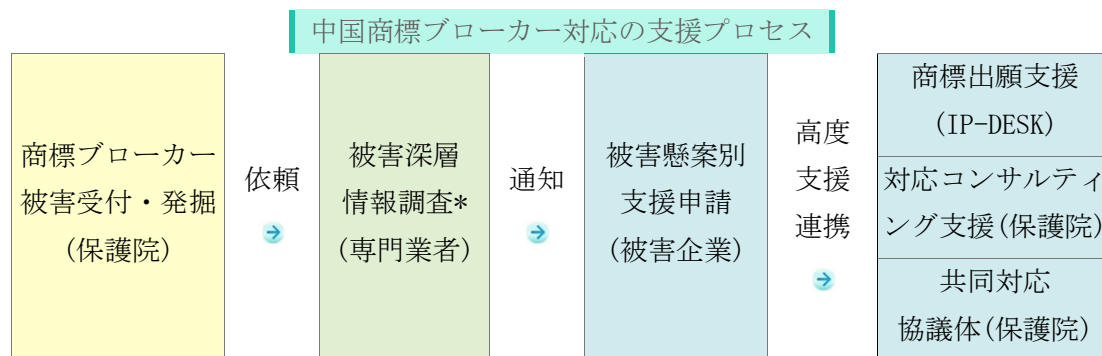 中国商標ブローカー対応の支援プロセス
商標ブローカー
被害受付・発掘
(保護院)
依頼
被害深層
情報調査*
(専門業者)
通知
被害懸案別
支援申請
(被害企業)
高度
支援
連携
商標出願支援
(IP-DESK)
対応コンサルティ
ング支援(保護院)
共同対応
協議体(保護院)